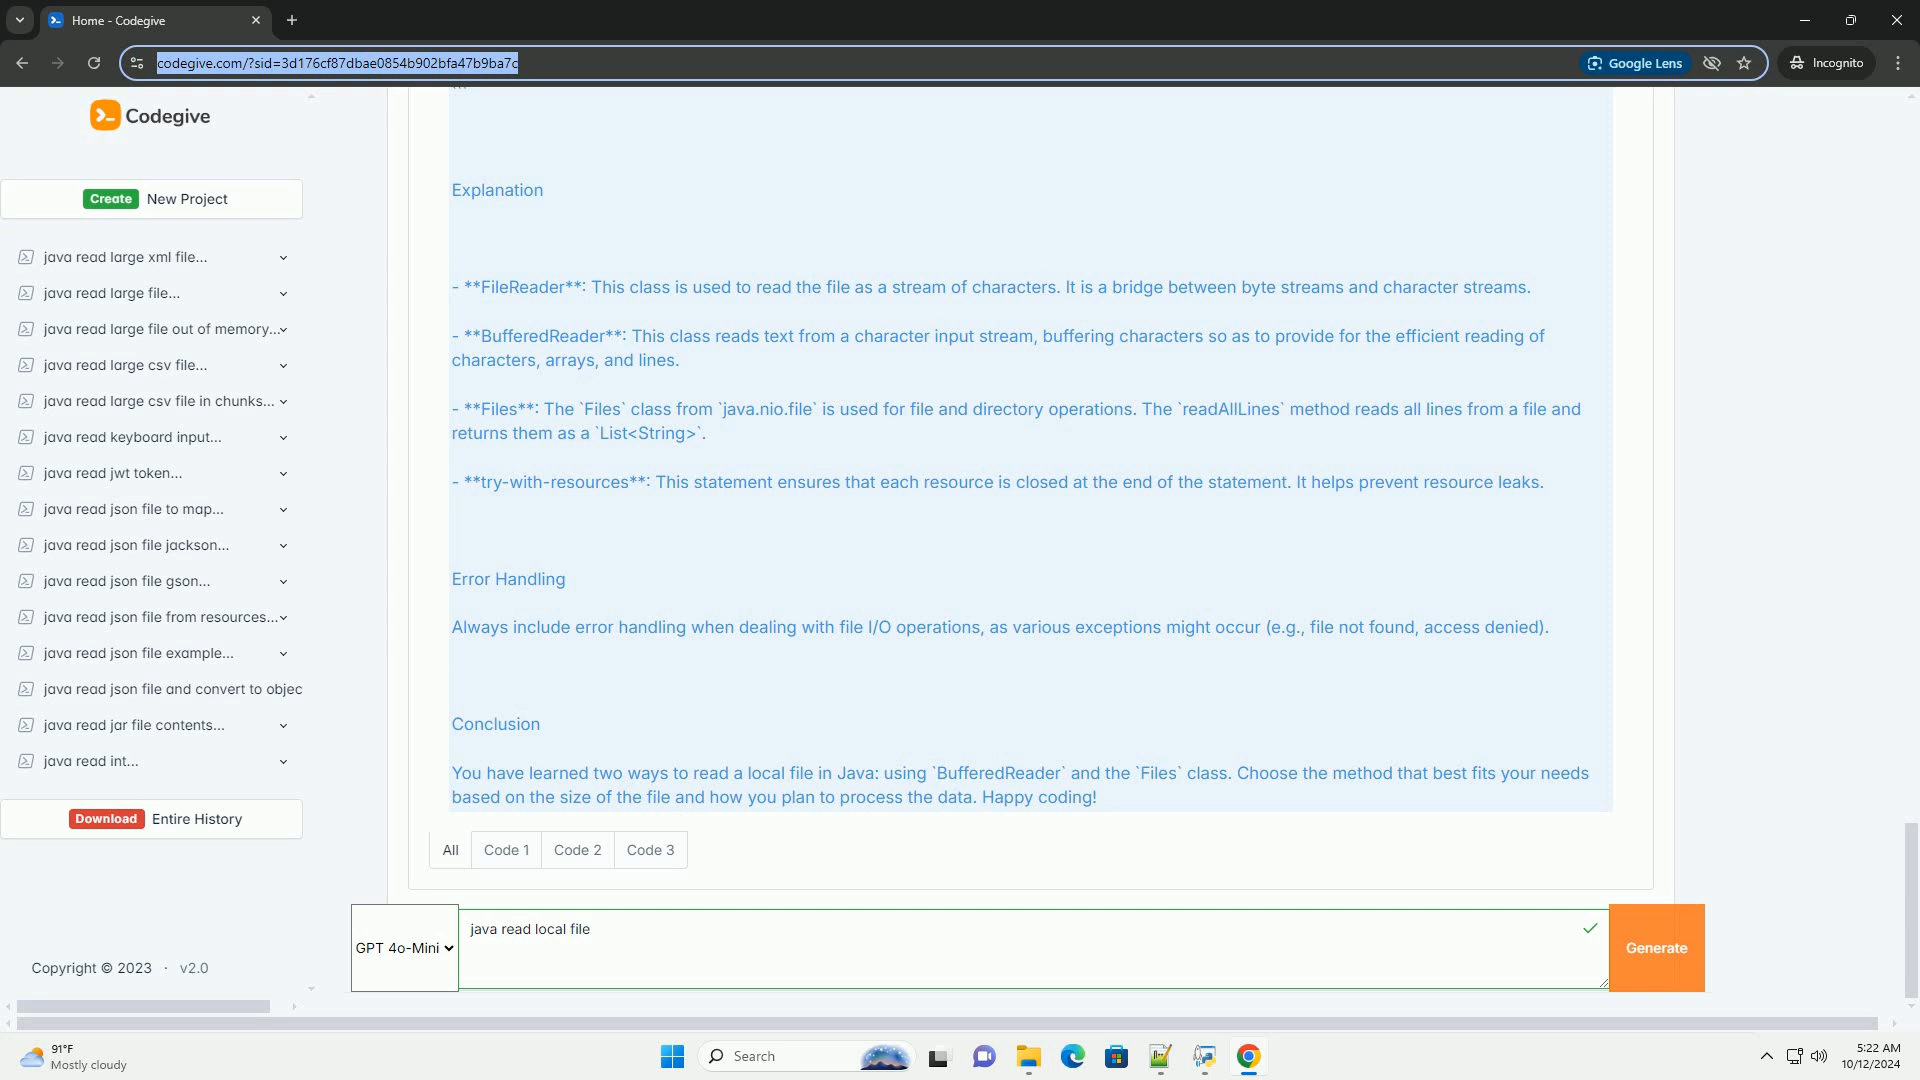 Home - Codegive
codegive.com/?sid=3d176cf87dbae0854b902bfa47b9ba7c
Google Lens
Incognito
Codegive
Create New Project
java read large xml file...
java read large file...
java read large file out of memory...
java read large csv file...
java read large csv file in chunks...
java read keyboard input...
java read jwt token...
java read json file to map...
java read json file jackson...
java read json file gson...
java read json file from resources...
java read json file example...
java read json file and convert to objec
java read jar file contents...
java read int...
Download Entire History
Copyright © 2023 · v2.0
```
Explanation
- **FileReader**: This class is used to read the file as a stream of characters. It is a bridge between byte streams and character streams.
- **BufferedReader**: This class reads text from a character input stream, buffering characters so as to provide for the efficient reading of
characters, arrays, and lines.
- **Files**: The `Files` class from `java.nio.file` is used for file and directory operations. The `readAllLines` method reads all lines from a file and
returns them as a `List<String>`.
- **try-with-resources**: This statement ensures that each resource is closed at the end of the statement. It helps prevent resource leaks.
Error Handling
Always include error handling when dealing with file I/O operations, as various exceptions might occur (e.g., file not found, access denied).
Conclusion
You have learned two ways to read a local file in Java: using `BufferedReader` and the `Files` class. Choose the method that best fits your needs
based on the size of the file and how you plan to process the data. Happy coding!
All Code 1 Code 2 Code 3
GPT 4o-Mini
java read local file
Generate
91°F
Mostly cloudy
Search
5:22 AM
10/12/2024